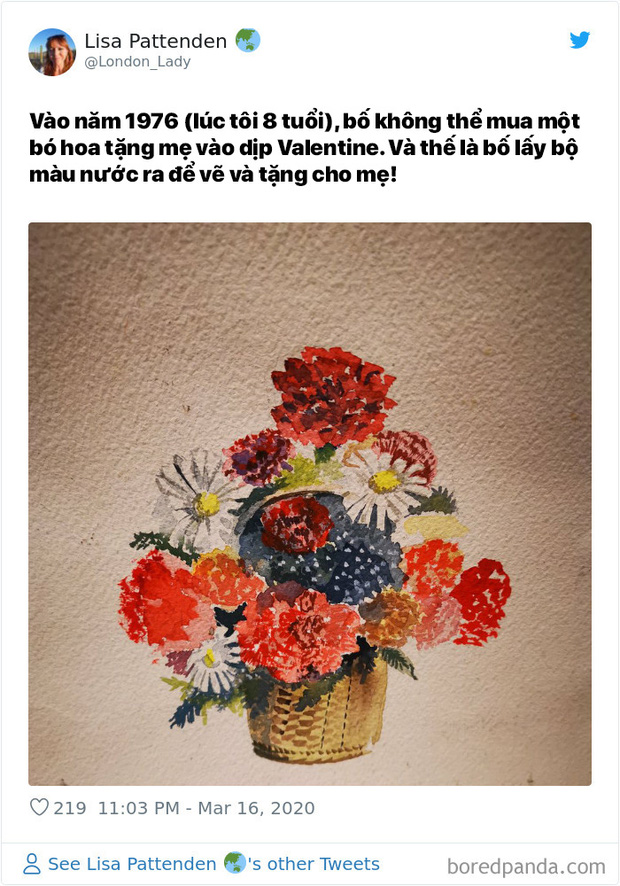 Lisa Pattenden 🌏
@London_Lady
Vào năm 1976 (lúc tôi 8 tuổi), bố không thể mua một
bó hoa tặng mẹ vào dịp Valentine. Và thế là bố lấy bộ
màu nước ra để vẽ và tặng cho mẹ!
219 11:03 PM - Mar 16, 2020
See Lisa Pattenden 🌏's other Tweets
boredpanda.com